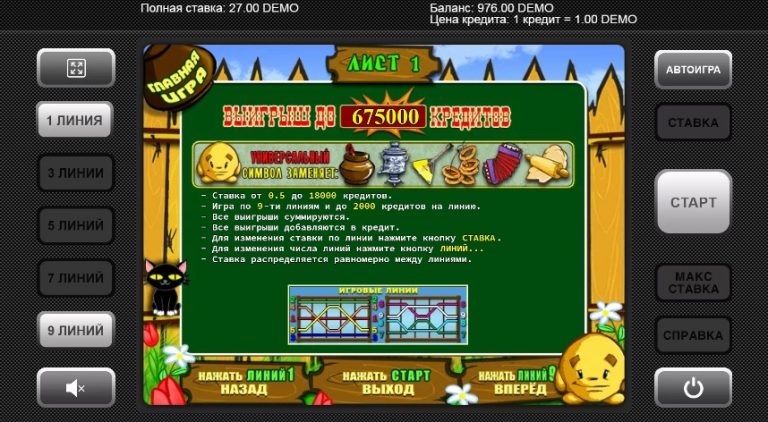 Полная ставка: 27.00 DEMO
Баланс: 976.00 DEMO
Цена кредита: 1 кредит = 1.00 DEMO
ГЛАВНАЯ
ИГРА
ЛИСТ 1
АВТОИГРА
1 ЛИНИЯ
3 ЛИНИИ
5 ЛИНИЙ
7 ЛИНИЙ
9 ЛИНИЙ
СТАВКА
СТАРТ
МАКС
СТАВКА
СПРАВКА
ВЫИГРЫШ ДО 675000 КРЕДИТОВ
УНИВЕРСАЛЬНЫЙ
СИМВОЛ ЗАМЕНЯЕТ:
- Ставка от 0.5 до 18000 кредитов.
- Игра по 9-ти линиям и до 2000 кредитов на линию.
- Все выигрыши суммируются.
- Все выигрыши добавляются в кредит.
- Для изменения ставки по линии нажмите кнопку СТАВКА.
- Для изменения числа линий нажмите кнопку ЛИНИЙ...
- Ставка распределяется равномерно между линиями.
ИГРОВЫЕ ЛИНИИ
НАЖАТЬ ЛИНИЙ 1
НАЗАД
НАЖАТЬ СТАРТ
ВЫХОД
НАЖАТЬ ЛИНИЙ 9
ВПЕРЁД